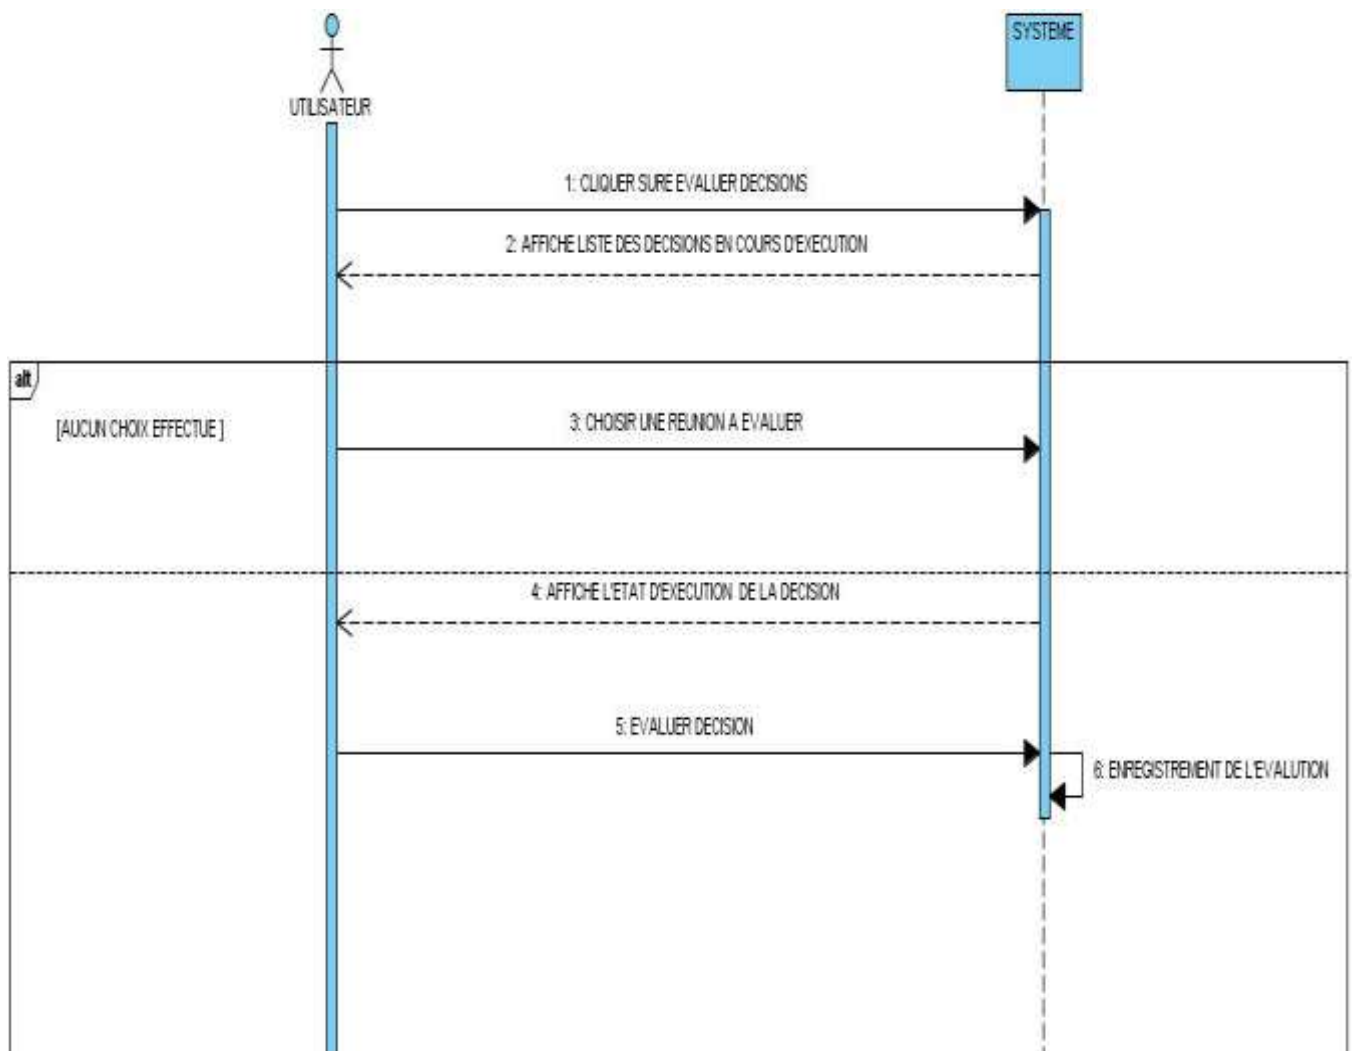 SYSTEME
UTILISATEUR
1: CLIQUER SURE EVALUER DECISIONS
2: AFFICHE LISTE DES DECISIONS EN COURS D'EXECUTION
alt
[AUCUN CHOIX EFFECTUE ]
3: CHOISIR UNE REUNION A EVALUER
4: AFFICHE L'ETAT D'EXECUTION DE LA DECISION
5: EVALUER DECISION
6: ENREGISTREMENT DE L'EVALUTION